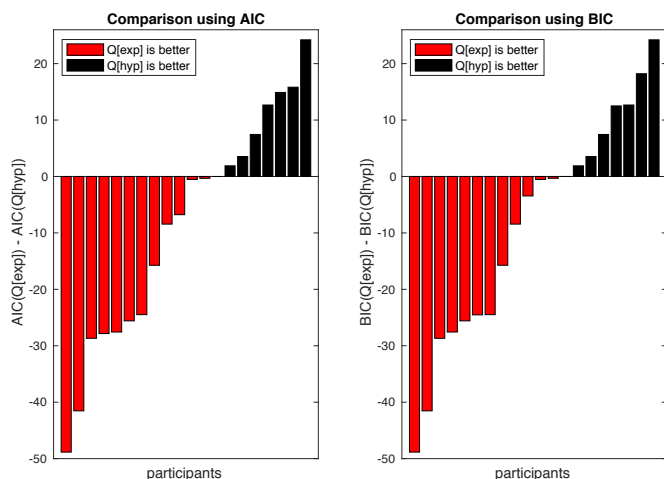 Comparison using AIC
Q[exp] is better
Q[hyp] is better
20
10
0
-10
-20
-30
-40
-50
AIC(Q[exp]) - AIC(Q[hyp])
participants
Comparison using BIC
Q[exp] is better
Q[hyp] is better
20
10
0
-10
-20
-30
-40
-50
BIC(Q[exp]) - BIC(Q[hyp])
participants